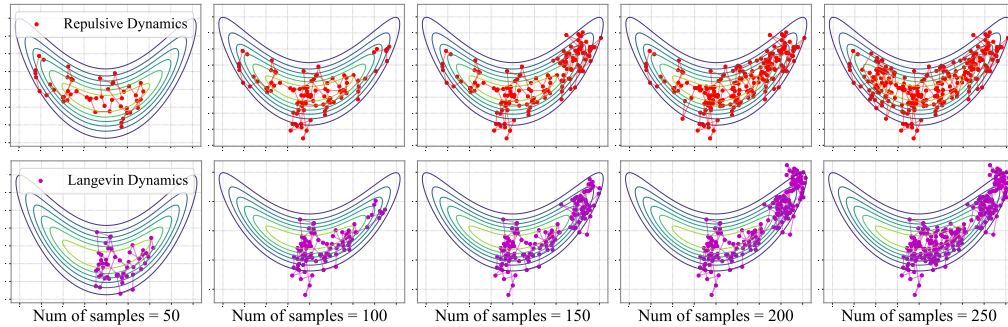 Repulsive Dynamics
Langevin Dynamics
Num of samples = 50
Num of samples = 100
Num of samples = 150
Num of samples = 200
Num of samples = 250